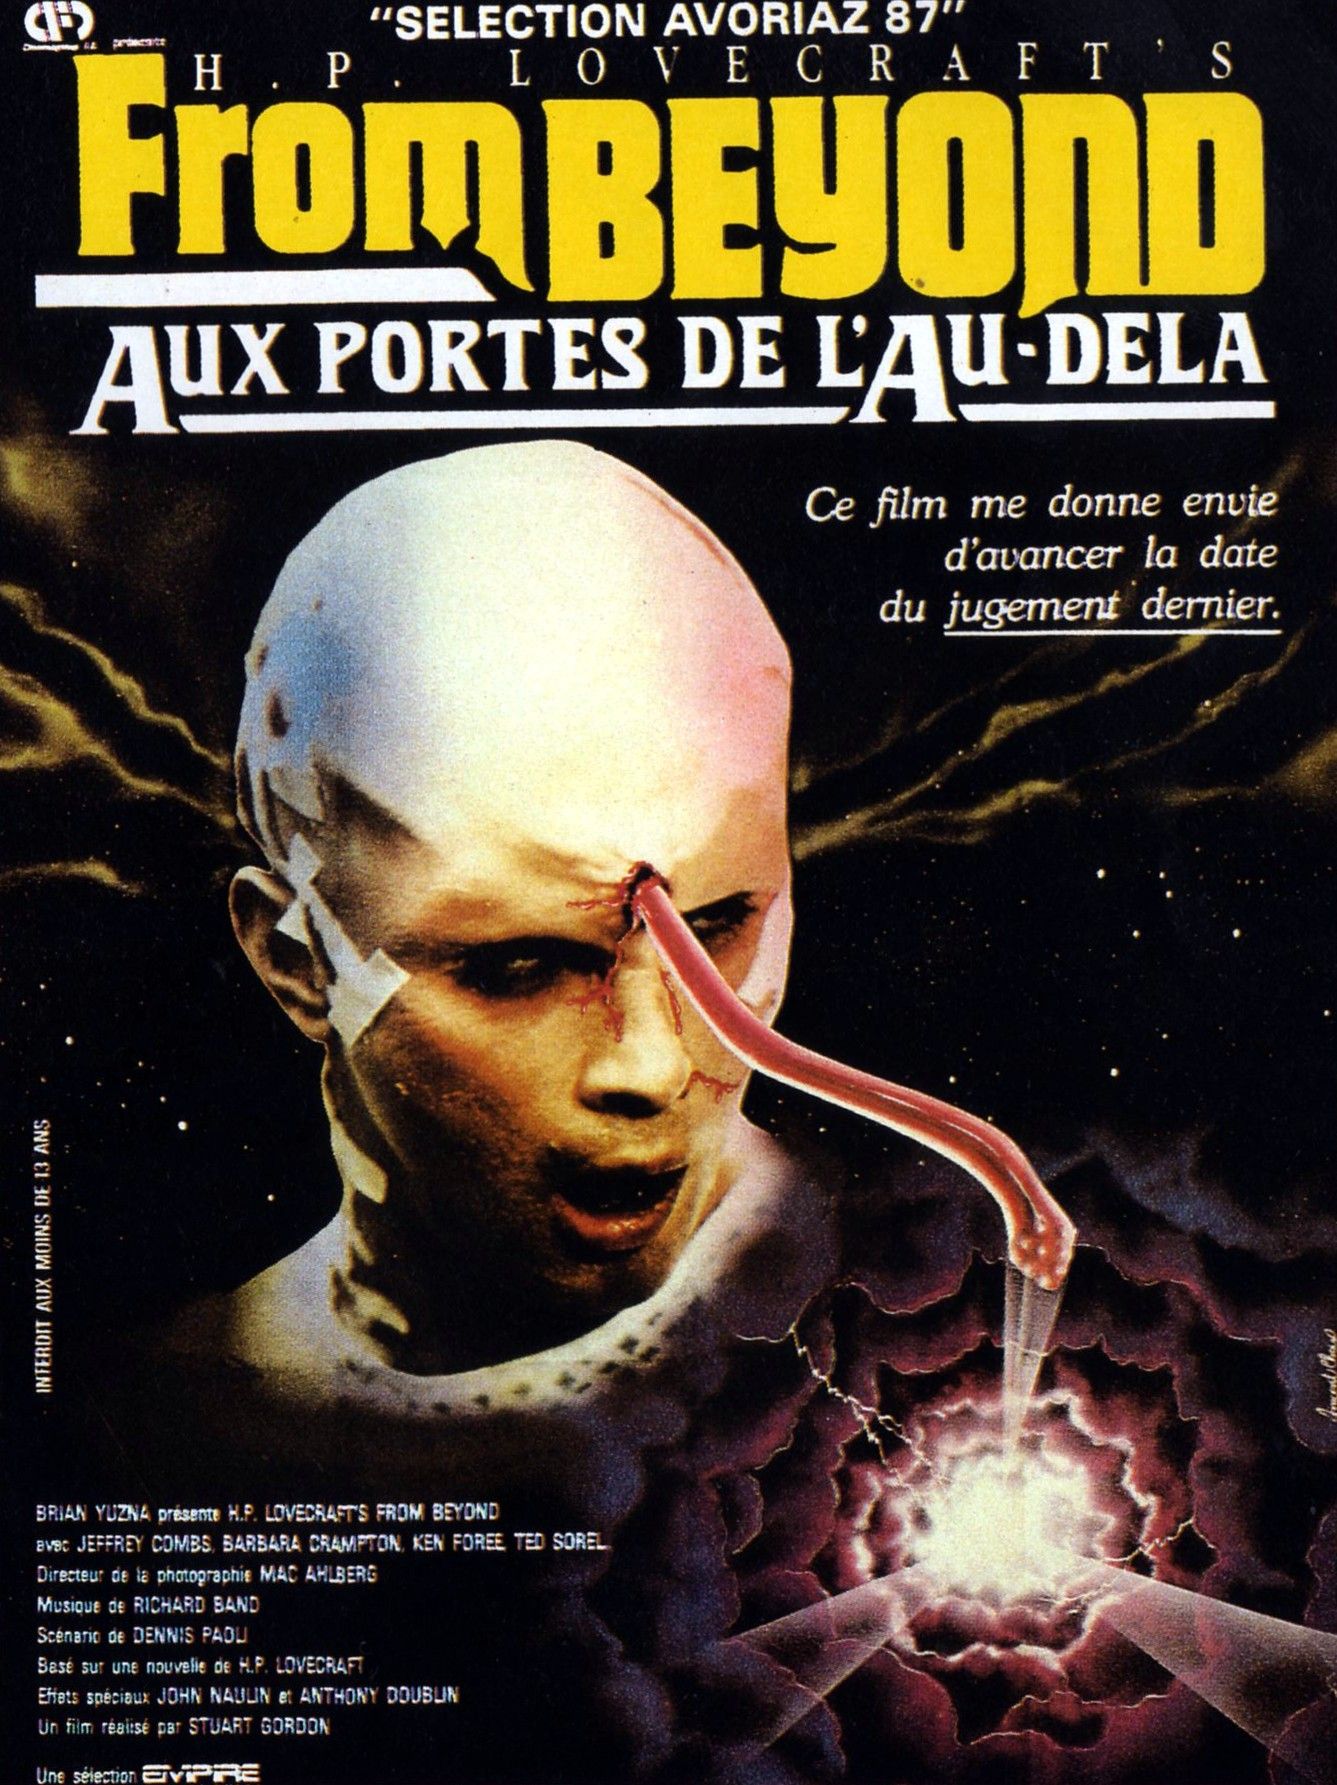 "SELECTION AVORIAZ 87"
présente
H.P. LOVECRAFT'S
From BEYOND
AUX PORTES DE L'AU-DELA
Ce film me donne envie
d'avancer la date
du jugement dernier.
INTERDIT AUX MOINS DE 13 ANS
BRIAN YUZNA présente H.P. LOVECRAFT'S FROM BEYOND
avec JEFFREY COMBS, BARBARA CRAMPTON, KEN FOREE, TED SOREL
Directeur de la photographie MAC AHLBERG
Musique de RICHARD BAND
Scénario de DENNIS PAOLI
Basé sur une nouvelle de H.P. LOVECRAFT
Effets spéciaux JOHN NAULIN et ANTHONY DOUBLIN
Un film réalisé par STUART GORDON
Une sélection EMPIRE